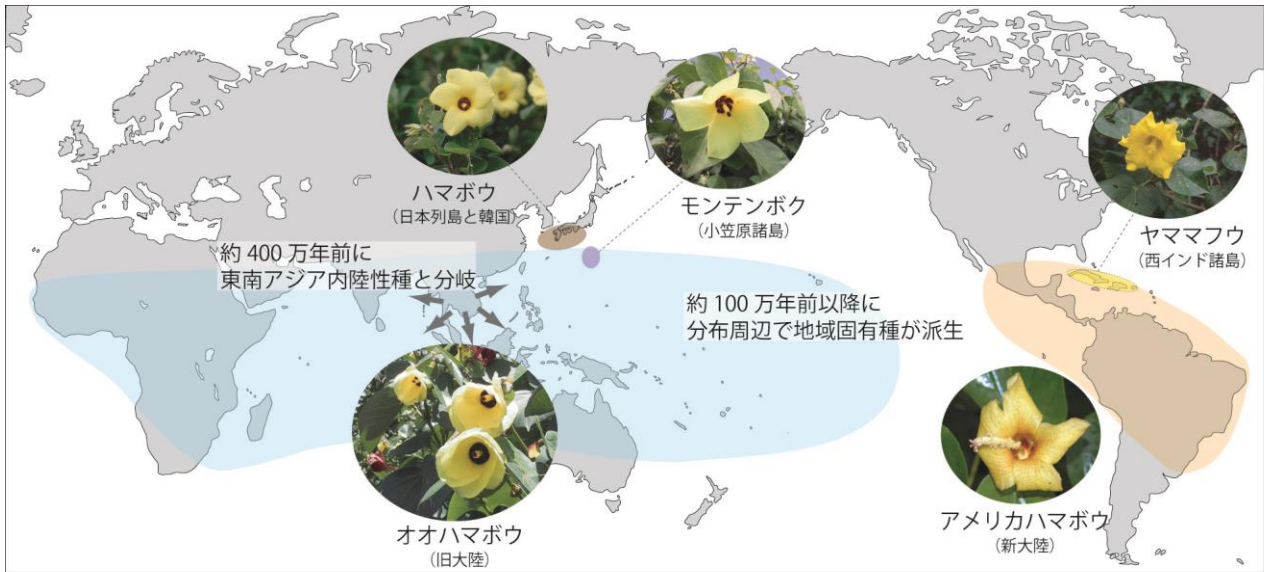 ハマボウ
(日本列島と韓国)
モンテンボク
(小笠原諸島)
ヤママフウ
(西インド諸島)
約 400 万年前に
東南アジア内陸性種と分岐
約 100 万年前以降に
分布周辺で地域固有種が派生
オオハマボウ
(旧大陸)
アメリカハマボウ
(新大陸)